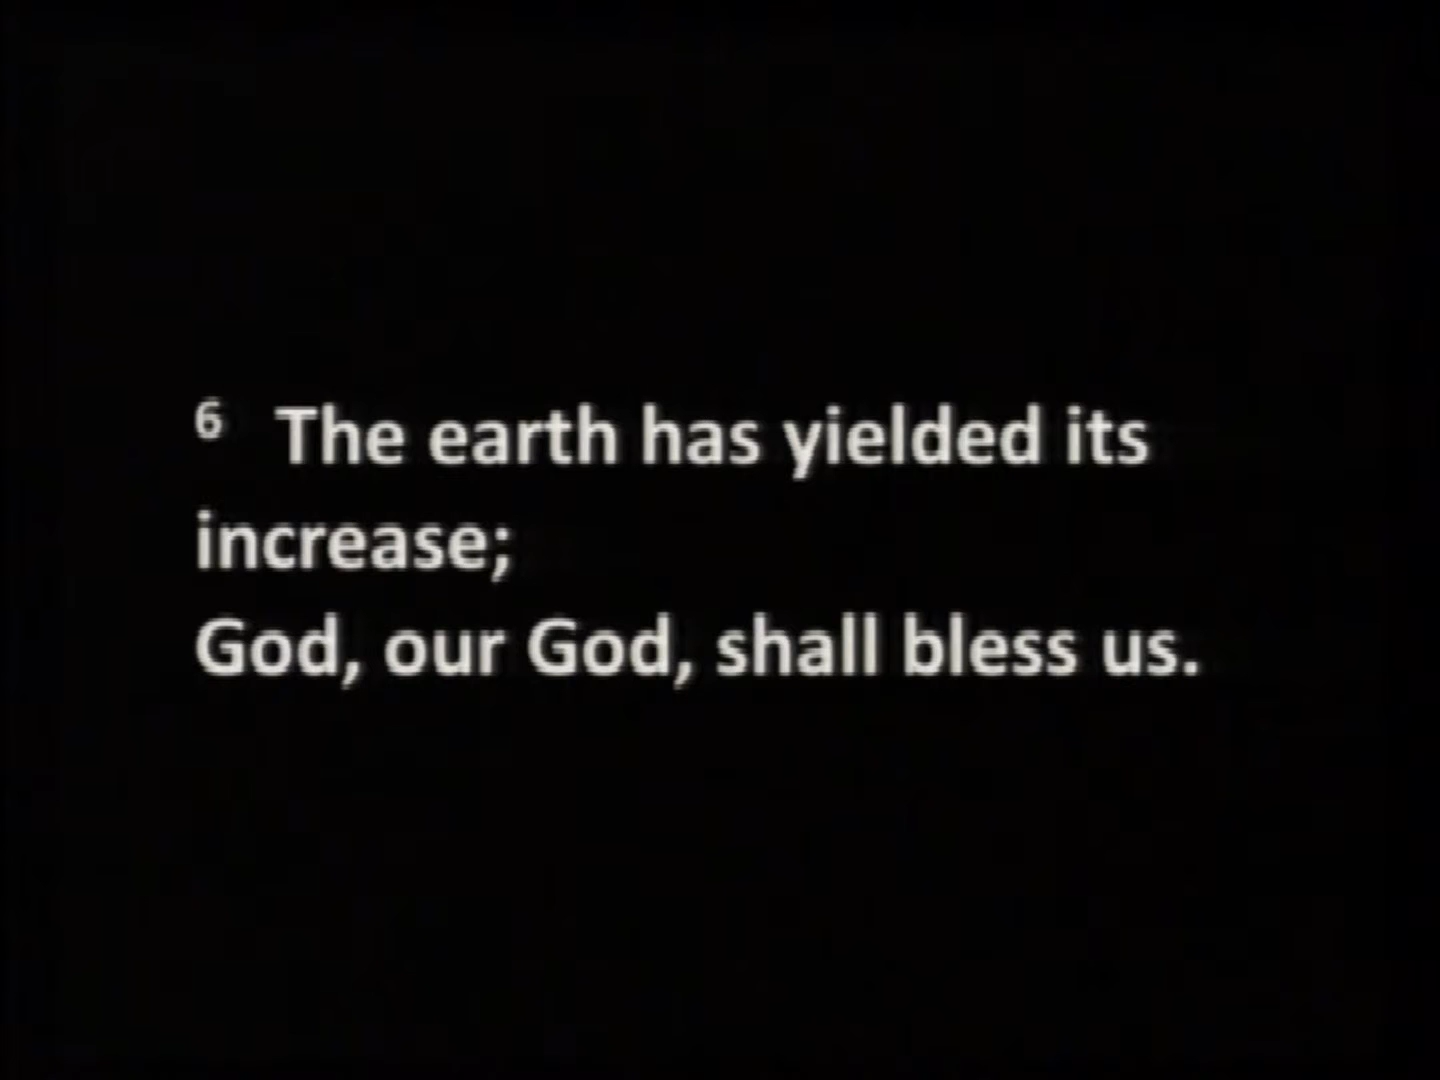 6 The earth has yielded its
increase;
God, our God, shall bless us.